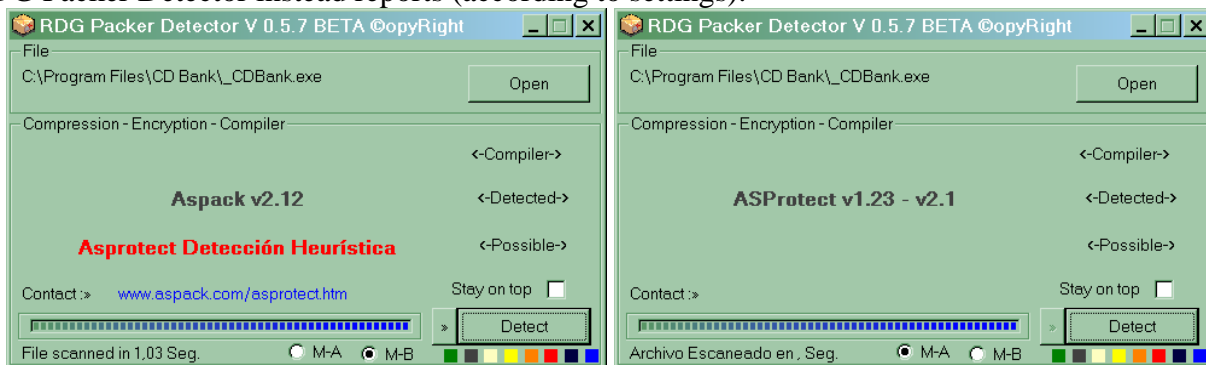 G Packer Detector instead reports (according to settings):
RDG Packer Detector V 0.5.7 BETA ©opyRight
File
C:\Program Files\CD Bank\_CDBank.exe
Open
Compression - Encryption - Compiler
<-Compiler->
Aspack v2.12
<-Detected->
Asprotect Detección Heurística
<-Possible->
Contact :»
www.aspack.com/asprotect.htm
Stay on top
»
Detect
File scanned in 1,03 Seg.
M-A
M-B
RDG Packer Detector V 0.5.7 BETA ©opyRight
File
C:\Program Files\CD Bank\_CDBank.exe
Open
Compression - Encryption - Compiler
<-Compiler->
ASProtect v1.23 - v2.1
<-Detected->
<-Possible->
Contact :»
Stay on top
»
Detect
Archivo Escaneado en , Seg.
M-A
M-B